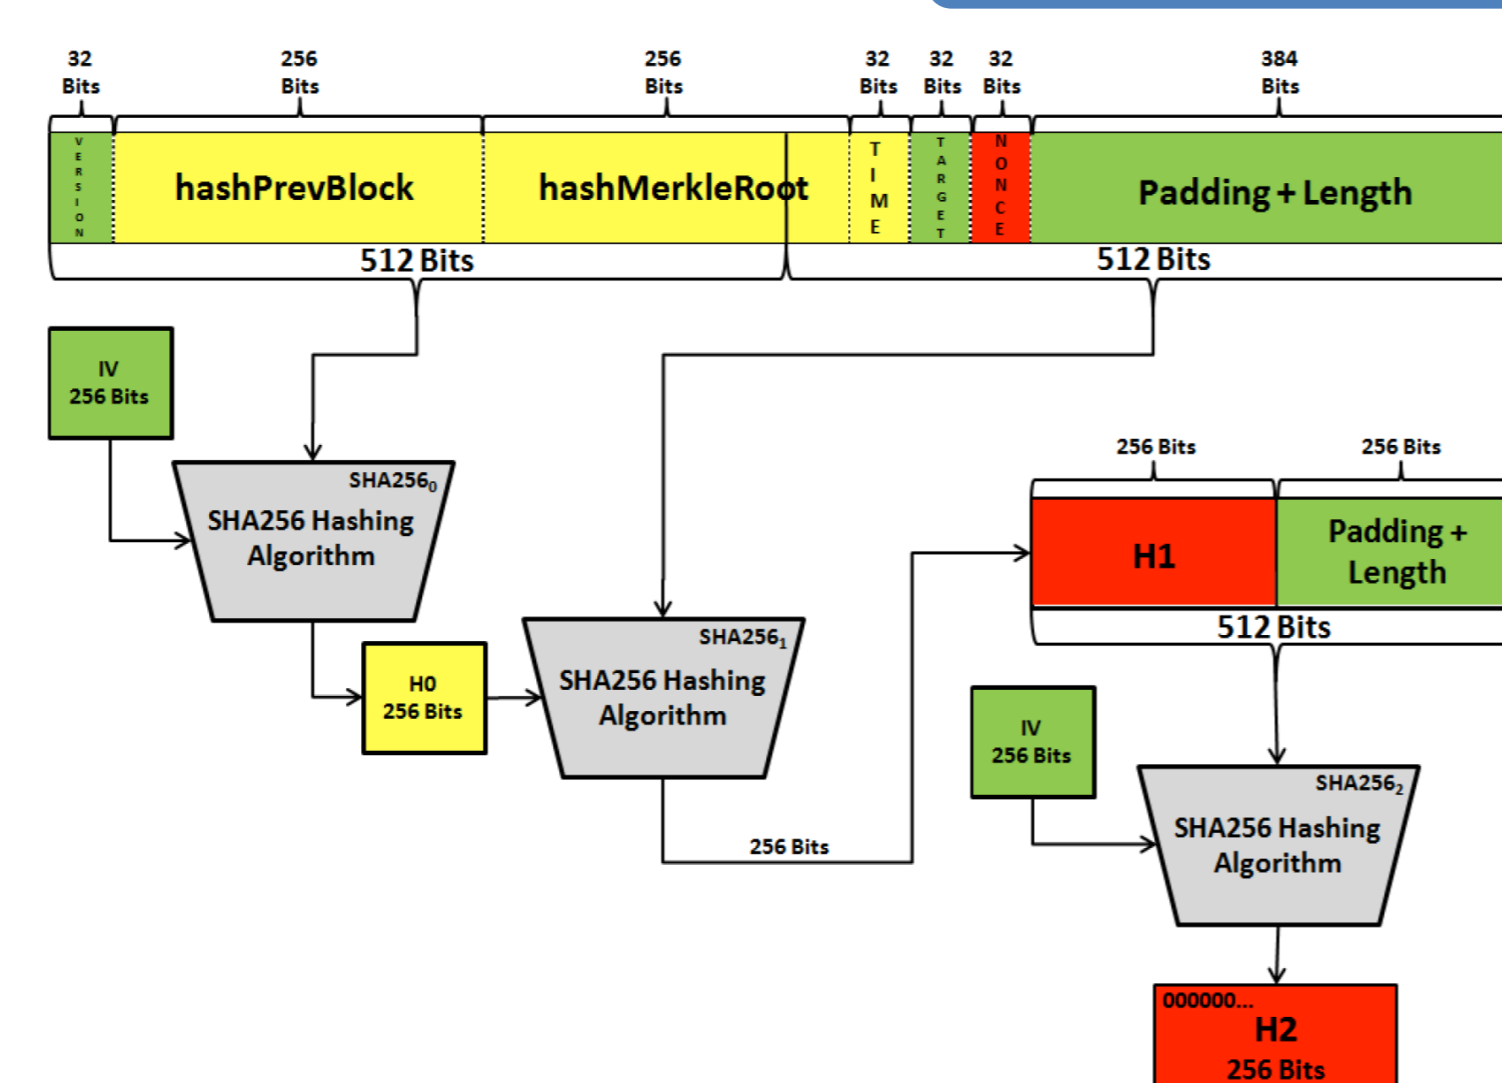 32
Bits
256
Bits
256
Bits
32
Bits
32
Bits
32
Bits
384
Bits
VERSION
hashPrevBlock
hashMerkleRoot
TIME
TARGET
NONCE
Padding + Length
512 Bits
512 Bits
IV
256 Bits
SHA256₀
SHA256 Hashing
Algorithm
H0
256 Bits
SHA256₁
SHA256 Hashing
Algorithm
256 Bits
256 Bits
256 Bits
H1
Padding +
Length
512 Bits
IV
256 Bits
SHA256₂
SHA256 Hashing
Algorithm
000000...
H2
256 Bits